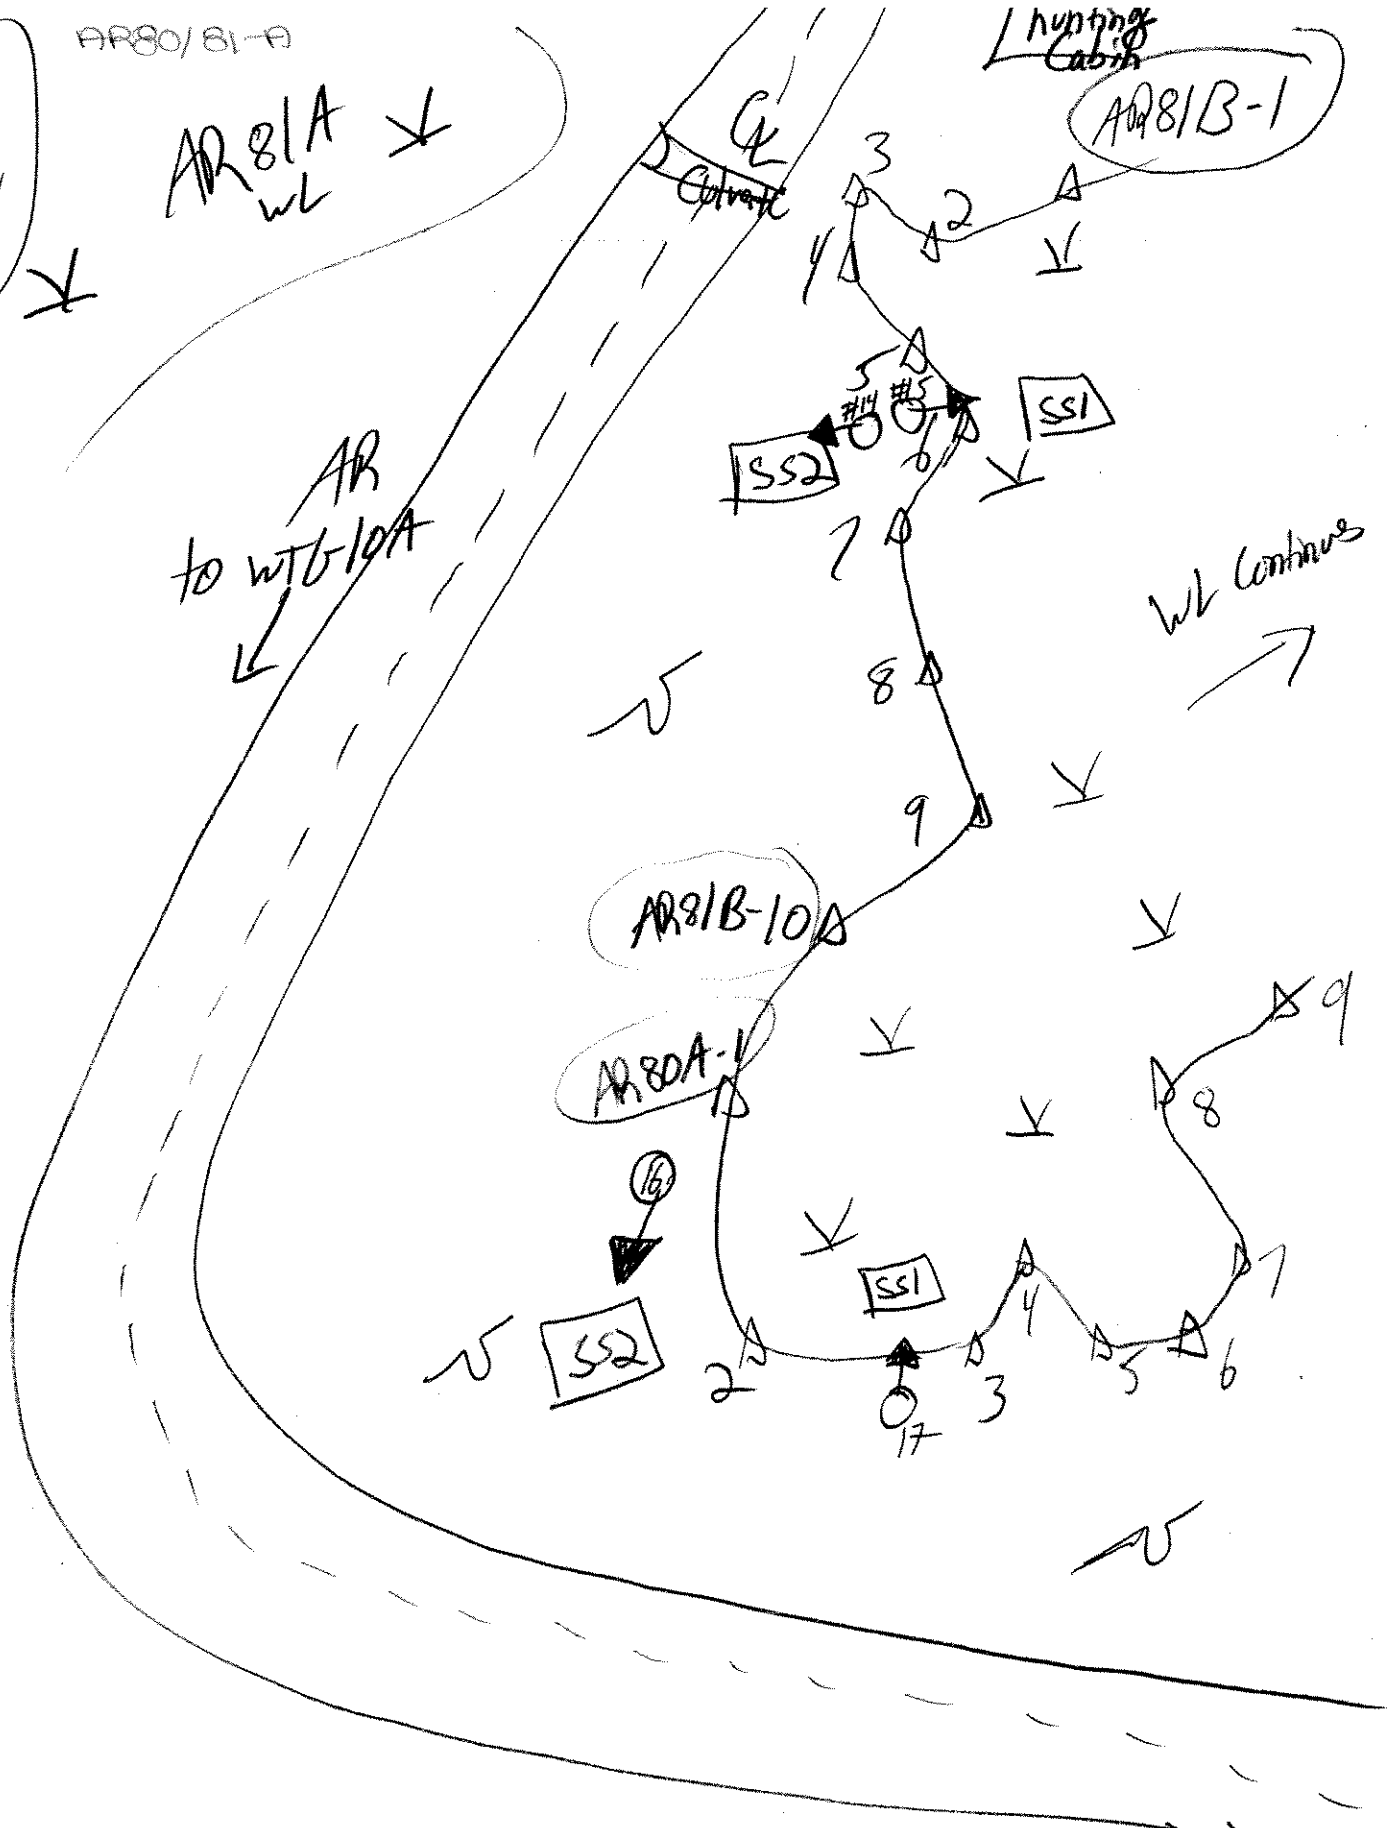 AR80/81-A
hunting
Cabin
AR81A
WL
CL
Culvert
AR81B-1
3
2
4
5
#14
#15
SS1
6
SS2
AR
to WTG-10A
7
WL Continues
8
9
AR81B-10
9
AR80A-1
8
16
SS1
7
4
SS2
2
3
5
6
17